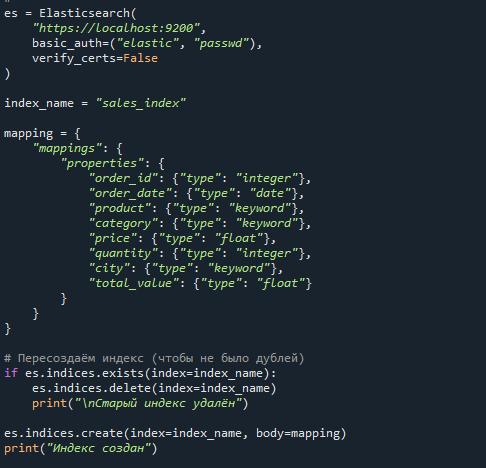 es = Elasticsearch(
    "https://localhost:9200",
    basic_auth=("elastic", "passwd"),
    verify_certs=False
)

index_name = "sales_index"

mapping = {
    "mappings": {
        "properties": {
            "order_id": {"type": "integer"},
            "order_date": {"type": "date"},
            "product": {"type": "keyword"},
            "category": {"type": "keyword"},
            "price": {"type": "float"},
            "quantity": {"type": "integer"},
            "city": {"type": "keyword"},
            "total_value": {"type": "float"}
        }
    }
}

# Пересоздаём индекс (чтобы не было дублей)
if es.indices.exists(index=index_name):
    es.indices.delete(index=index_name)
    print("\nСтарый индекс удалён")

es.indices.create(index=index_name, body=mapping)
print("Индекс создан")